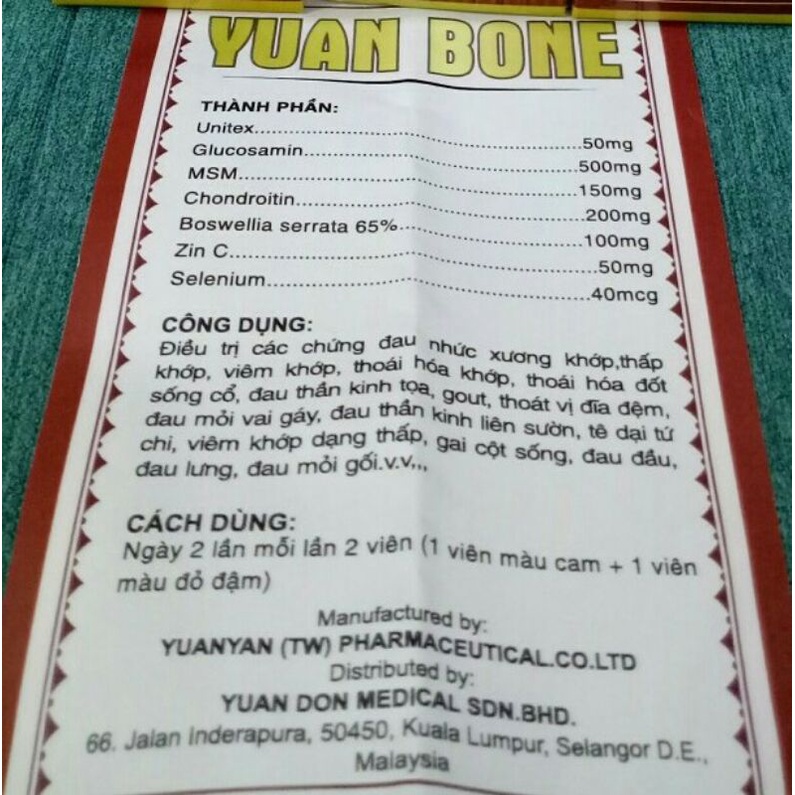 YUAN BONE
THÀNH PHẦN:
Unitex..........................................................50mg
Glucosamin..................................................500mg
MSM.............................................................150mg
Chondroitin...................................................200mg
Boswellia serrata 65%...................................100mg
Zin C..............................................................50mg
Selenium.......................................................40mcg
CÔNG DỤNG:
Điều trị các chứng đau nhức xương khớp,thấp
khớp, viêm khớp, thoái hóa khớp, thoái hóa đốt
sống cổ, đau thần kinh tọa, gout, thoát vị đĩa đệm,
đau mỏi vai gáy, đau thần kinh liên sườn, tê dại tứ
chi, viêm khớp dạng thấp, gai cột sống, đau đầu,
đau lưng, đau mỏi gối.v.v,,,
CÁCH DÙNG:
Ngày 2 lần mỗi lần 2 viên (1 viên màu cam + 1 viên
màu đỏ đậm)
Manufactured by:
YUANYAN (TW) PHARMACEUTICAL.CO.LTD
Distributed by:
YUAN DON MEDICAL SDN.BHD.
66. Jalan Inderapura, 50450, Kuala Lumpur, Selangor D.E.,
Malaysia